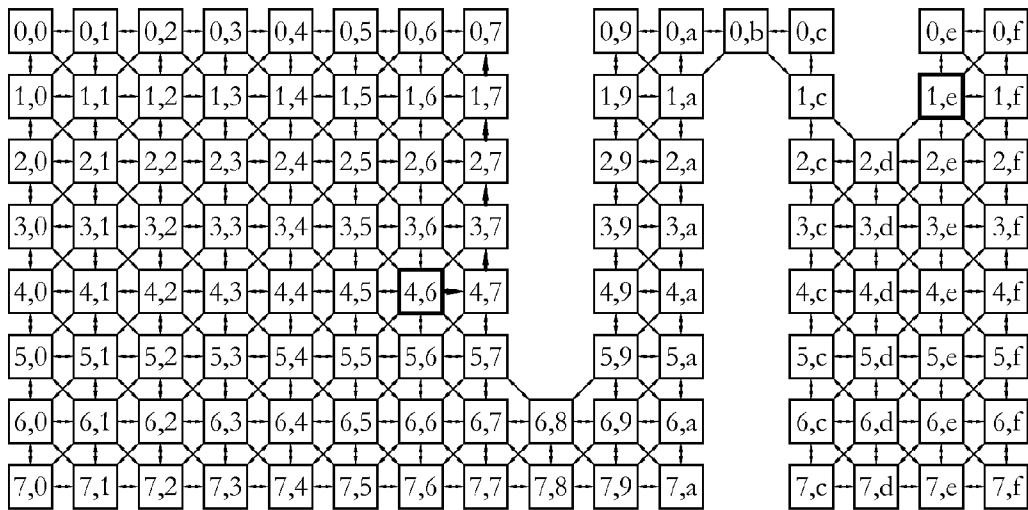 0,0 0,1 0,2 0,3 0,4 0,5 0,6 0,7 0,9 0,a 0,b 0,c 0,e 0,f
1,0 1,1 1,2 1,3 1,4 1,5 1,6 1,7 1,9 1,a 1,c 1,e 1,f
2,0 2,1 2,2 2,3 2,4 2,5 2,6 2,7 2,9 2,a 2,c 2,d 2,e 2,f
3,0 3,1 3,2 3,3 3,4 3,5 3,6 3,7 3,9 3,a 3,c 3,d 3,e 3,f
4,0 4,1 4,2 4,3 4,4 4,5 4,6 4,7 4,9 4,a 4,c 4,d 4,e 4,f
5,0 5,1 5,2 5,3 5,4 5,5 5,6 5,7 5,9 5,a 5,c 5,d 5,e 5,f
6,0 6,1 6,2 6,3 6,4 6,5 6,6 6,7 6,8 6,9 6,a 6,c 6,d 6,e 6,f
7,0 7,1 7,2 7,3 7,4 7,5 7,6 7,7 7,8 7,9 7,a 7,c 7,d 7,e 7,f